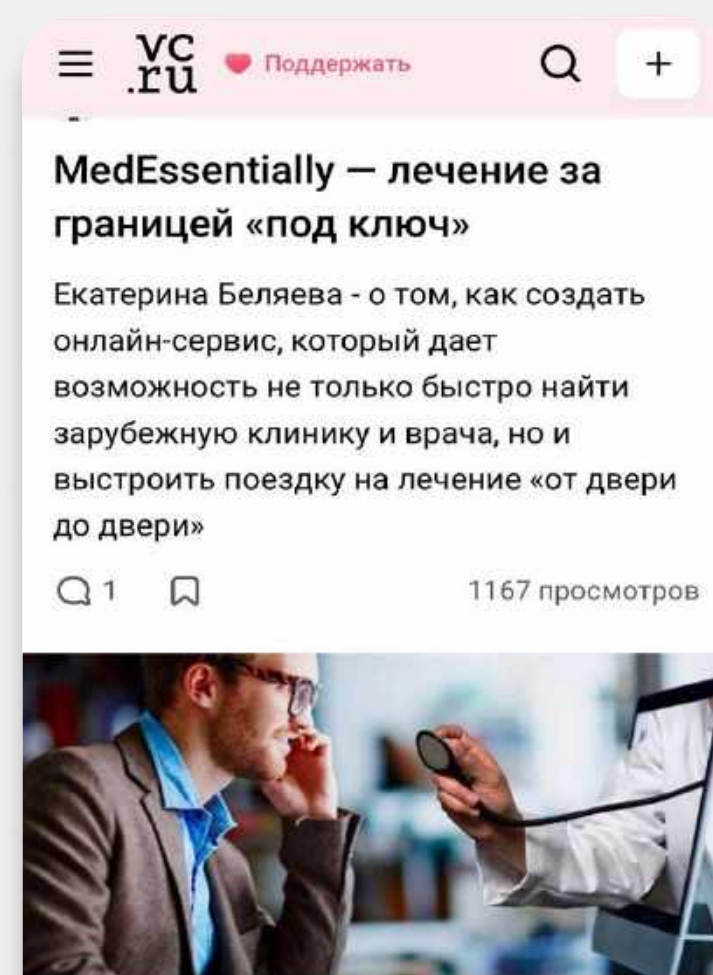 vc
.ru
Поддержать
MedEssentially — лечение за
границей «под ключ»
Екатерина Беляева - о том, как создать
онлайн-сервис, который дает
возможность не только быстро найти
зарубежную клинику и врача, но и
выстроить поездку на лечение «от двери
до двери»
1
1167 просмотров